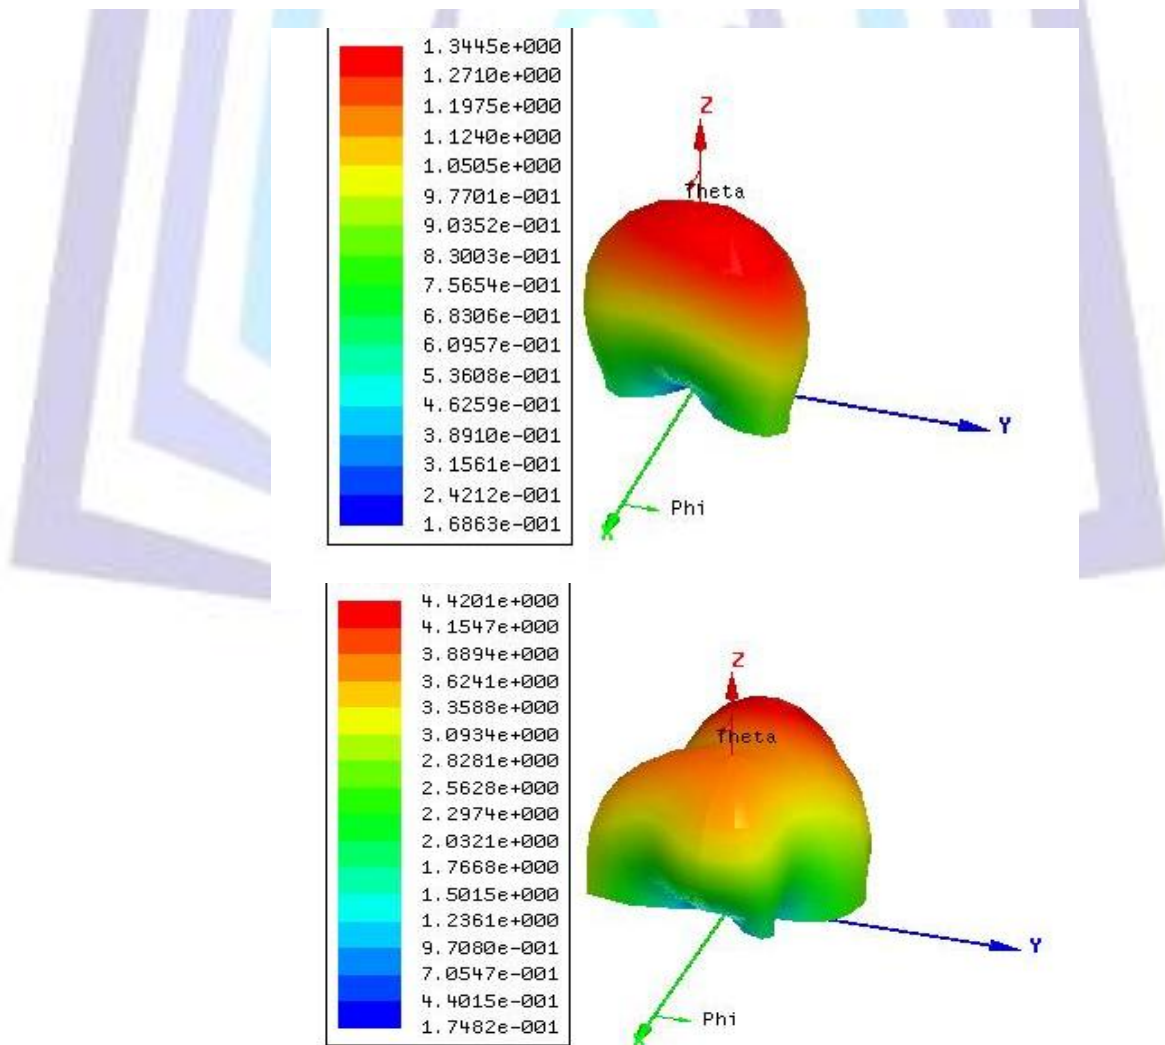 1.3445e+000
1.2710e+000
1.1975e+000
1.1240e+000
1.0505e+000
9.7701e-001
9.0352e-001
8.3003e-001
7.5654e-001
6.8306e-001
6.0957e-001
5.3608e-001
4.6259e-001
3.8910e-001
3.1561e-001
2.4212e-001
1.6863e-001
Z
Theta
Y
Phi
X
4.4201e+000
4.1547e+000
3.8894e+000
3.6241e+000
3.3588e+000
3.0934e+000
2.8281e+000
2.5628e+000
2.2974e+000
2.0321e+000
1.7668e+000
1.5015e+000
1.2361e+000
9.7080e-001
7.0547e-001
4.4015e-001
1.7482e-001
Z
Theta
Y
Phi
X